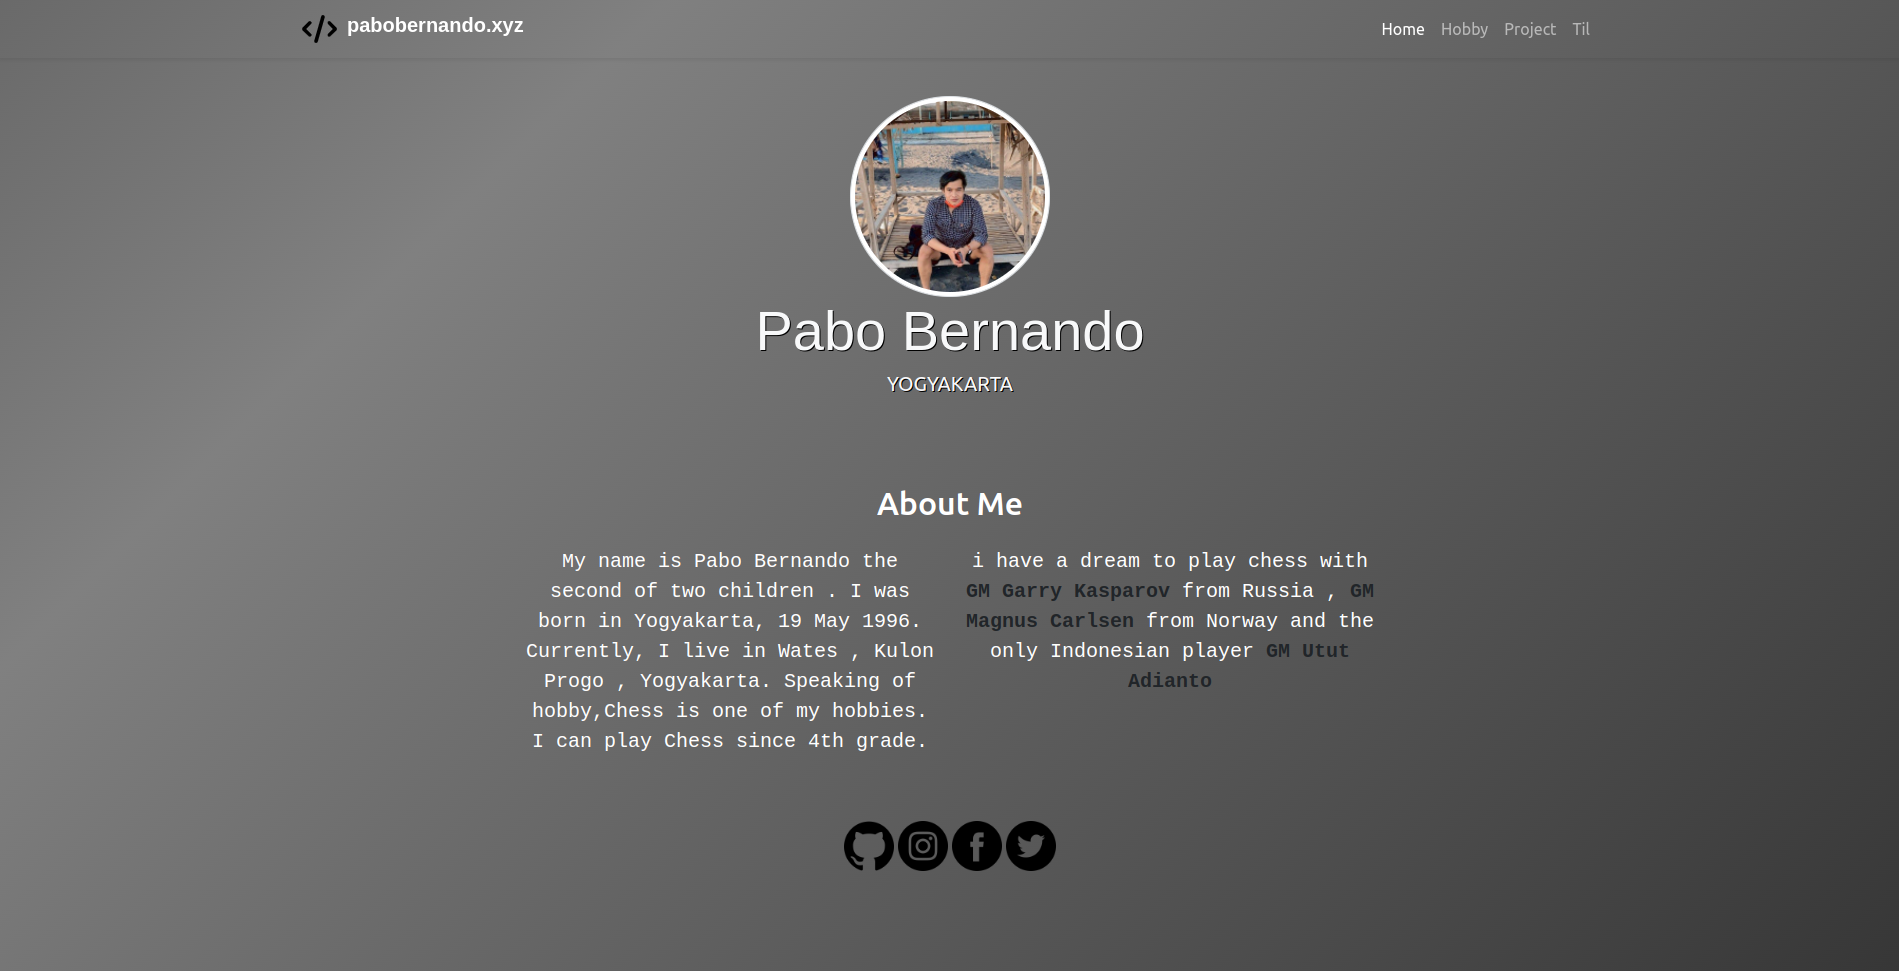 pabobernando.xyz
Home Hobby Project Til
Pabo Bernando
YOGYAKARTA
About Me
My name is Pabo Bernando the
second of two children . I was
born in Yogyakarta, 19 May 1996.
Currently, I live in Wates , Kulon
Progo , Yogyakarta. Speaking of
hobby,Chess is one of my hobbies.
I can play Chess since 4th grade.
i have a dream to play chess with
GM Garry Kasparov from Russia , GM
Magnus Carlsen from Norway and the
only Indonesian player GM Utut
Adianto